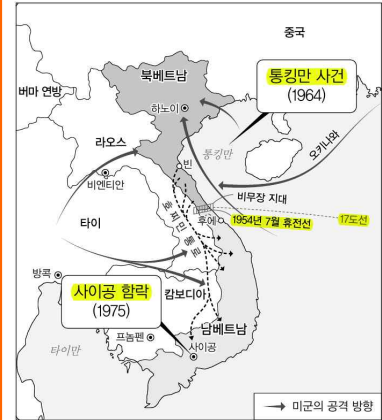 중국
북베트남
통킹만 사건
(1964)
버마 연방
하노이
라오스
통킹만
오키나와
빈
비엔티안
비무장 지대
호찌민 통로
후에
1954년 7월 휴전선
17도선
타이
방콕
사이공 함락
(1975)
캄보디아
남베트남
프놈펜
사이공
타이만
미군의 공격 방향